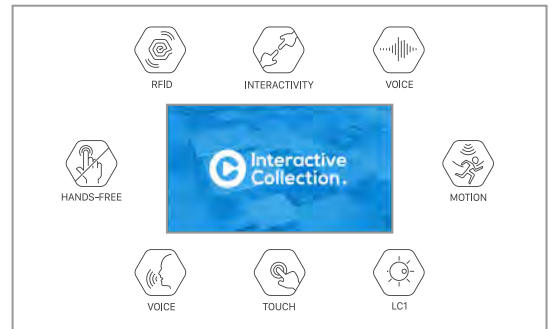 RFID
INTERACTIVITY
VOICE
HANDS-FREE
Interactive
Collection.
MOTION
VOICE
TOUCH
LC1